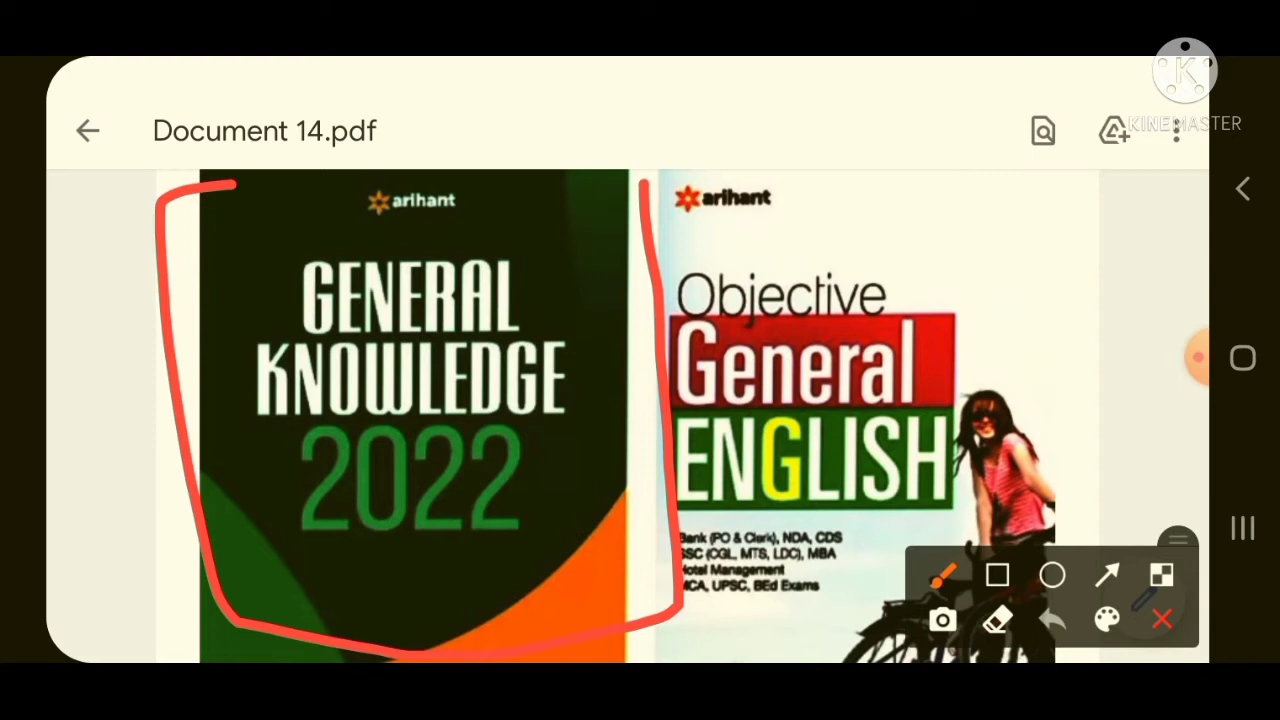 Document 14.pdf
KINEMASTER
arihant
GENERAL
KNOWLEDGE
2022
arihant
Objective
General
ENGLISH
Bank (PO & Clerk), NDA, CDS
SSC (CGL, MTS, LDC), MBA
Hotel Management
MCA, UPSC, BEd Exams